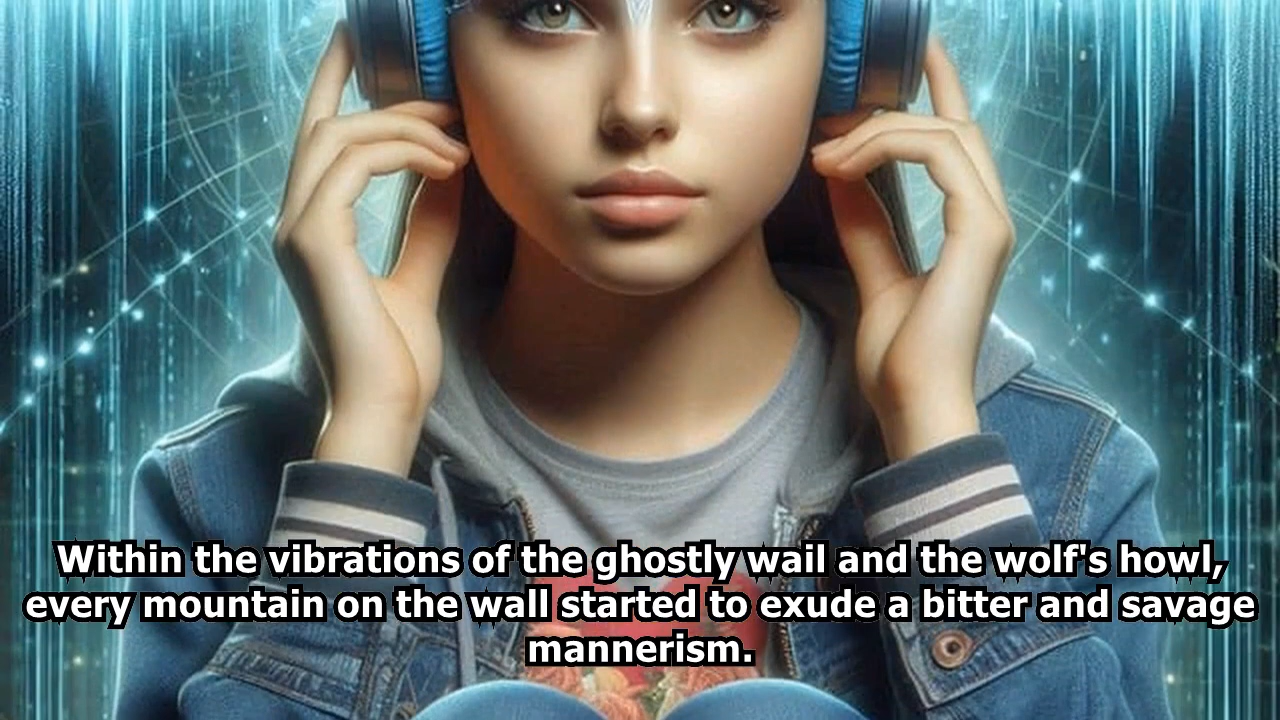 Within the vibrations of the ghostly wail and the wolf's howl,
every mountain on the wall started to exude a bitter and savage
mannerism.